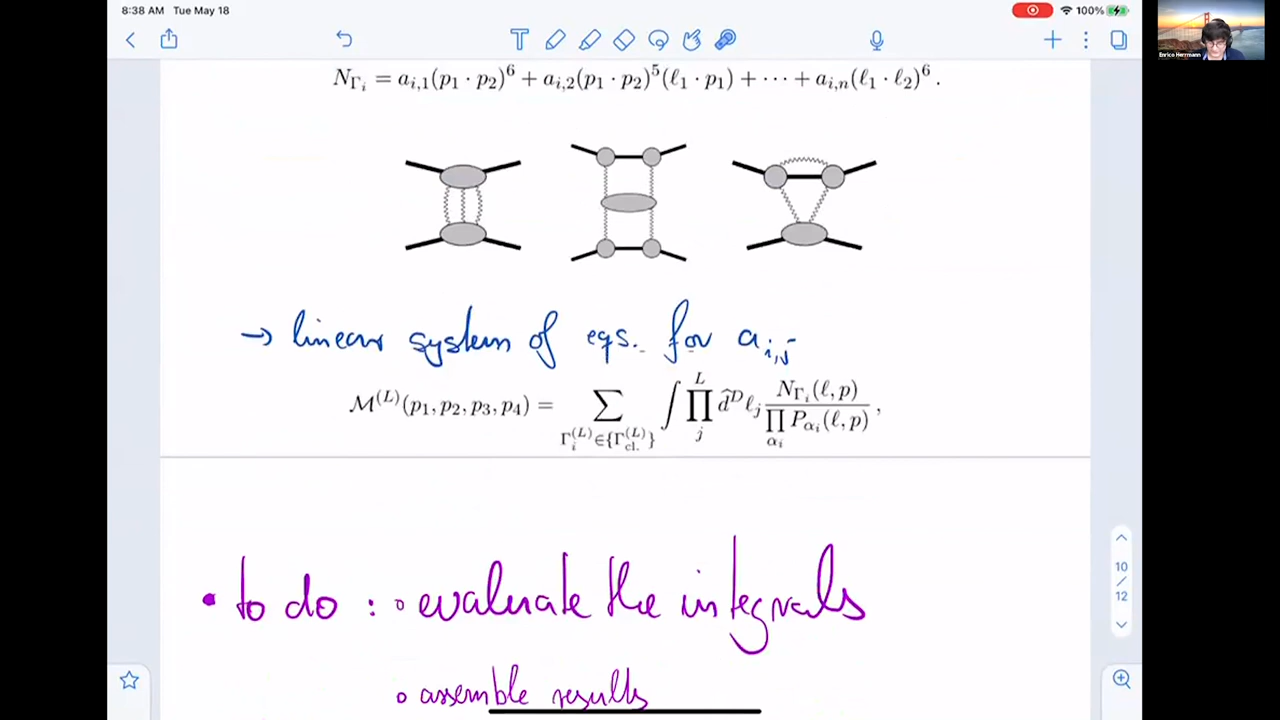 8:38 AM Tue May 18
100%
Enrico Herrmann
N_{Γ_i} = a_{i,1}(p_1 · p_2)^6 + a_{i,2}(p_1 · p_2)^5(ℓ_1 · p_1) + ··· + a_{i,n}(ℓ_1 · ℓ_2)^6 .
→ linear system of eqs. for a_{i,j}
M^{(L)}(p_1, p_2, p_3, p_4) = ∑_{Γ_i^{(L)} ∈ {Γ_{cl.}^{(L)}}} ∫ ∏_j^L d̂^D ℓ_j N_{Γ_i}(ℓ, p) / ∏_{α_i} P_{α_i}(ℓ, p) ,
• to do : ∘ evaluate the integrals
∘ assemble results
10
/
12